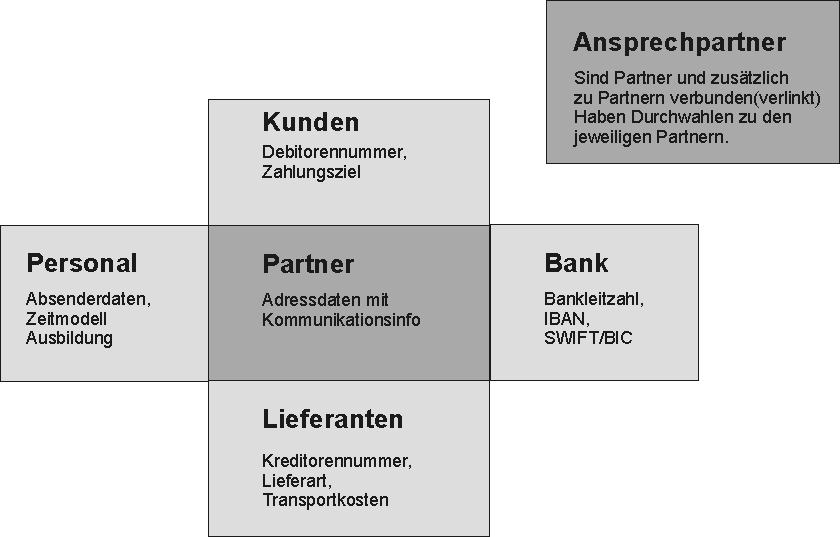 Ansprechpartner
Sind Partner und zusätzlich
zu Partnern verbunden(verlinkt)
Haben Durchwahlen zu den
jeweiligen Partnern.
Kunden
Debitorennummer,
Zahlungsziel
Personal
Absenderdaten,
Zeitmodell
Ausbildung
Partner
Adressdaten mit
Kommunikationsinfo
Bank
Bankleitzahl,
IBAN,
SWIFT/BIC
Lieferanten
Kreditorennummer,
Lieferart,
Transportkosten